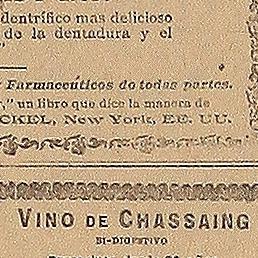 dentrífico mas delicioso
de la dentadura y el
Farmacéuticos de todas partes.
," un libro que dice la manera de
CKEL, New York, EE. UU.
VINO DE CHASSAING
BI-DIGESTIVO